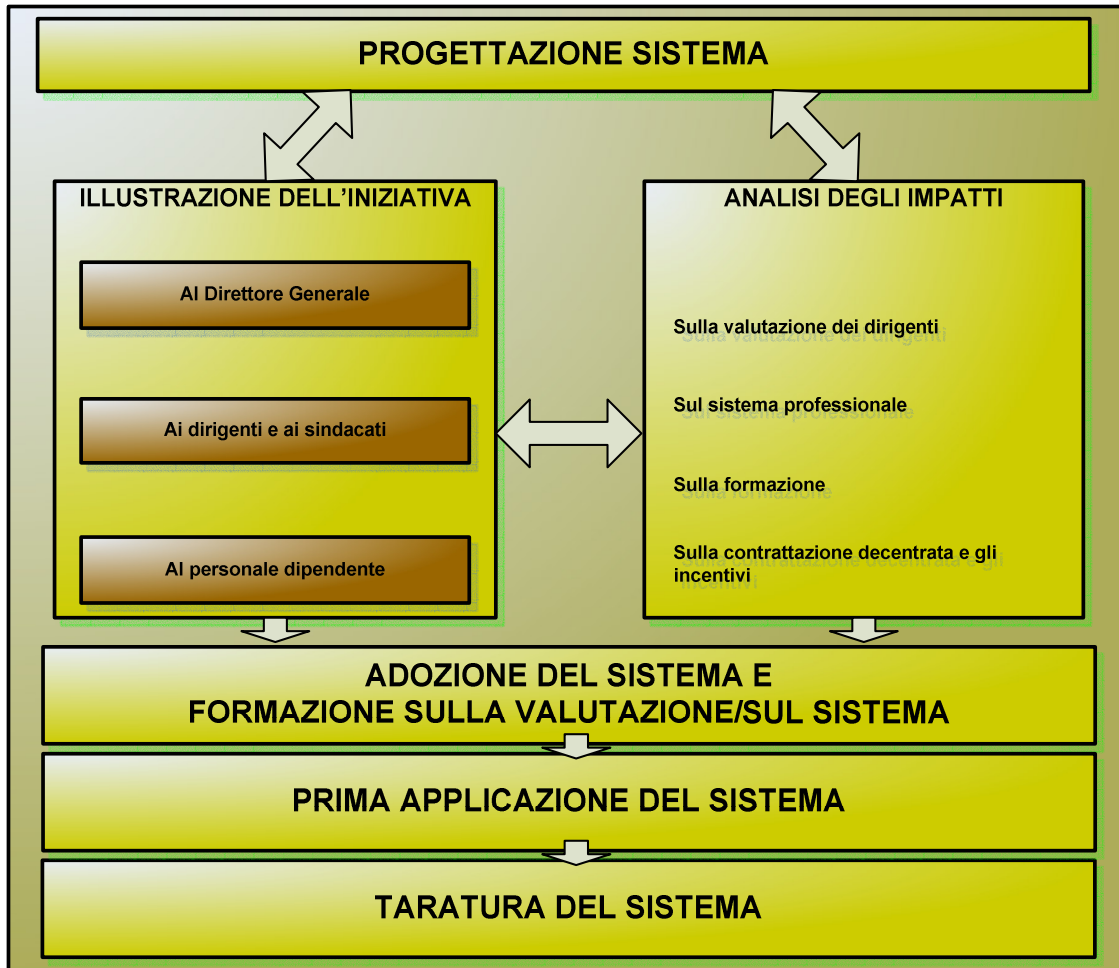 PROGETTAZIONE SISTEMA
ILLUSTRAZIONE DELL'INIZIATIVA
Al Direttore Generale
Ai dirigenti e ai sindacati
Al personale dipendente
ANALISI DEGLI IMPATTI
Sulla valutazione dei dirigenti
Sul sistema professionale
Sulla formazione
Sulla contrattazione decentrata e gli
incentivi
ADOZIONE DEL SISTEMA E
FORMAZIONE SULLA VALUTAZIONE/SUL SISTEMA
PRIMA APPLICAZIONE DEL SISTEMA
TARATURA DEL SISTEMA